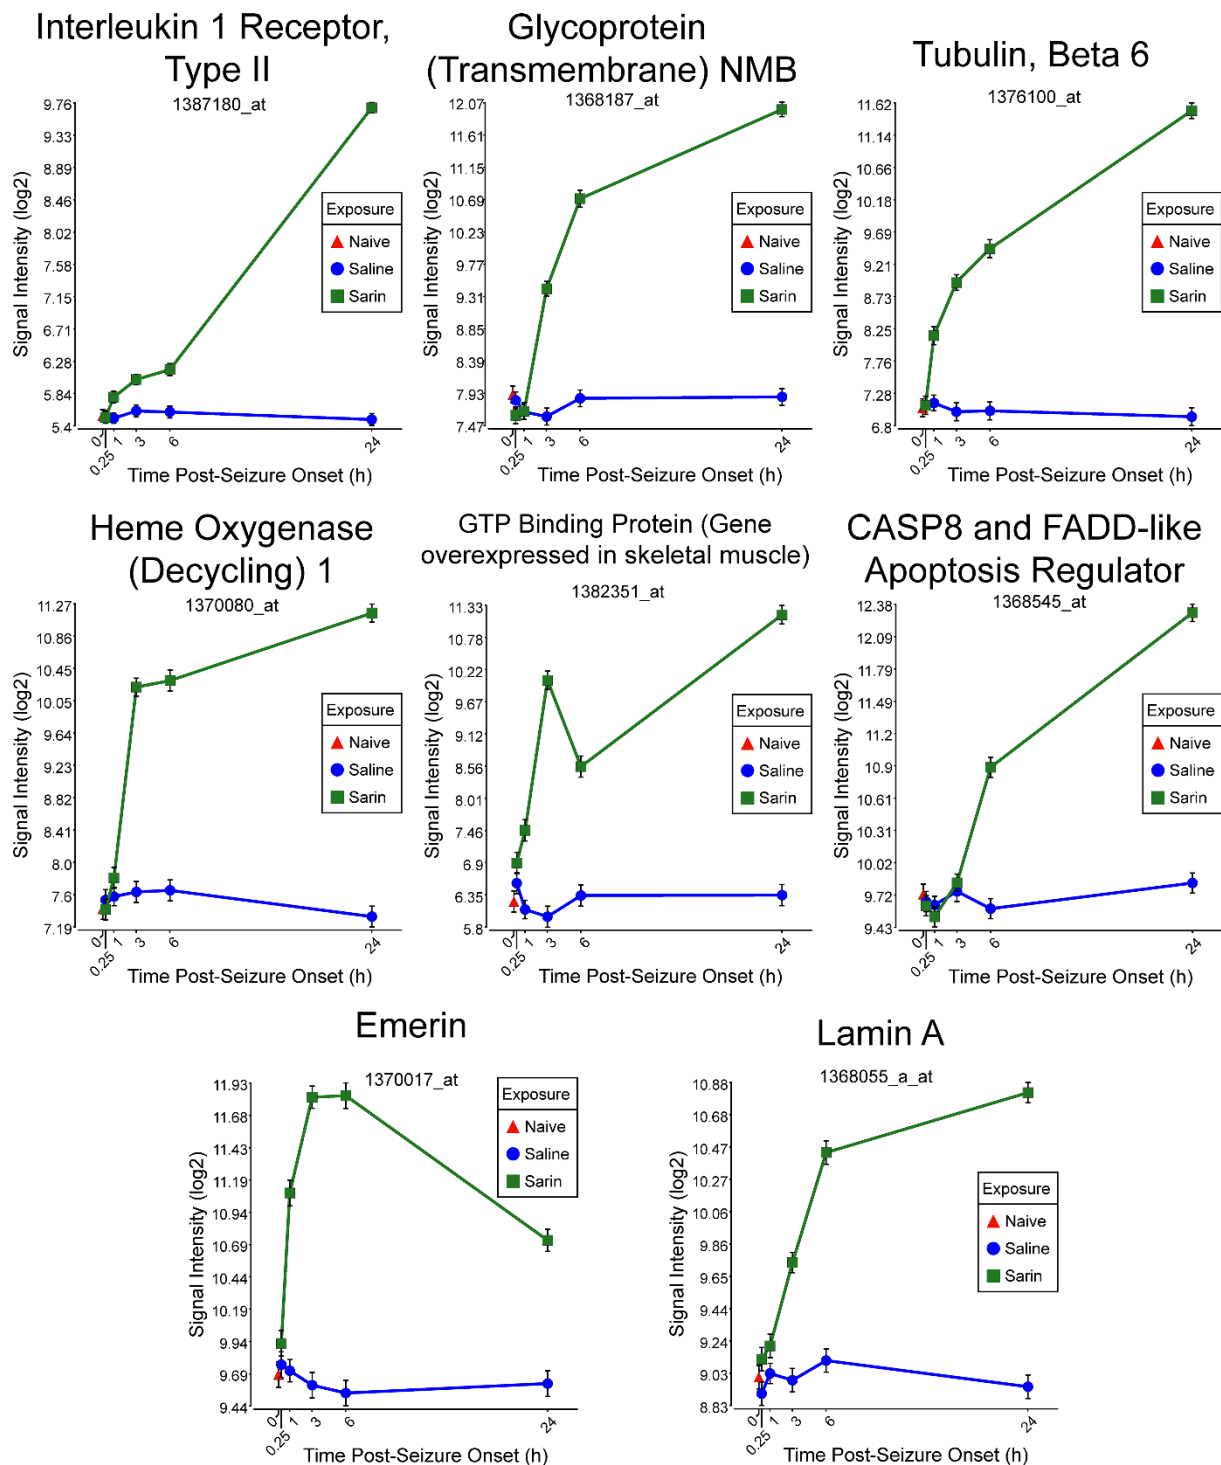 Interleukin 1 Receptor,
Type II
1387180_at
Signal Intensity (log2)
9.76
9.33
8.89
8.46
8.02
7.58
7.15
6.71
6.28
5.84
5.4
Exposure
Naive
Saline
Sarin
0
0.25
1
3
6
24
Time Post-Seizure Onset (h)
Glycoprotein
(Transmembrane) NMB
1368187_at
Signal Intensity (log2)
12.07
11.61
11.15
10.69
10.23
9.77
9.31
8.85
8.39
7.93
7.47
Exposure
Naive
Saline
Sarin
0
0.25
1
3
6
24
Time Post-Seizure Onset (h)
Tubulin, Beta 6
1376100_at
Signal Intensity (log2)
11.62
11.14
10.66
10.18
9.69
9.21
8.73
8.25
7.76
7.28
6.8
Exposure
Naive
Saline
Sarin
0
0.25
1
3
6
24
Time Post-Seizure Onset (h)
Heme Oxygenase
(Decycling) 1
1370080_at
Signal Intensity (log2)
11.27
10.86
10.45
10.05
9.64
9.23
8.82
8.41
8.0
7.6
7.19
Exposure
Naive
Saline
Sarin
0
0.25
1
3
6
24
Time Post-Seizure Onset (h)
GTP Binding Protein (Gene
overexpressed in skeletal muscle)
1382351_at
Signal Intensity (log2)
11.33
10.78
10.22
9.67
9.12
8.56
8.01
7.46
6.9
6.35
5.8
Exposure
Naive
Saline
Sarin
0
0.25
1
3
6
24
Time Post-Seizure Onset (h)
CASP8 and FADD-like
Apoptosis Regulator
1368545_at
Signal Intensity (log2)
12.38
12.09
11.79
11.49
11.2
10.9
10.61
10.31
10.02
9.72
9.43
Exposure
Naive
Saline
Sarin
0
0.25
1
3
6
24
Time Post-Seizure Onset (h)
Emerin
1370017_at
Signal Intensity (log2)
11.93
11.68
11.43
11.19
10.94
10.69
10.44
10.19
9.94
9.69
9.44
Exposure
Naive
Saline
Sarin
0
0.25
1
3
6
24
Time Post-Seizure Onset (h)
Lamin A
1368055_a_at
Signal Intensity (log2)
10.88
10.68
10.47
10.27
10.06
9.86
9.65
9.44
9.24
9.03
8.83
Exposure
Naive
Saline
Sarin
0
0.25
1
3
6
24
Time Post-Seizure Onset (h)